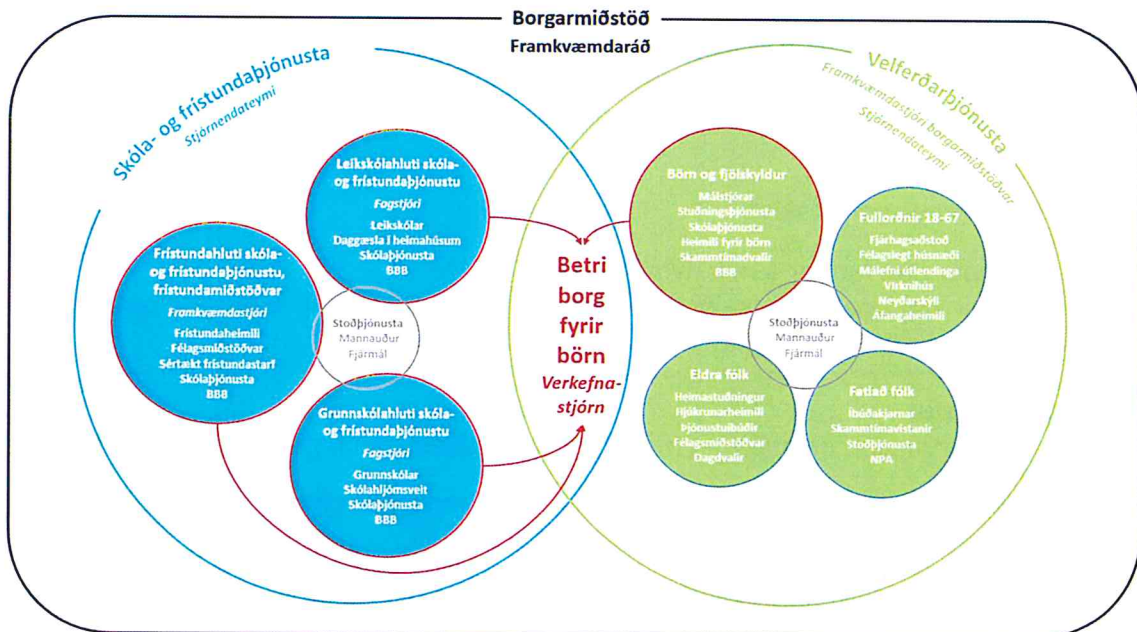 Borgarmiðstöð
Framkvæmdaráð
Skóla- og frístundaþjónusta
Stjórnendateymi
Velferðarþjónusta
Framkvæmdastjóri borgarmiðstöðvar
Stjórnendateymi
Leikskólahluti skóla-
og frístundaþjónustu
Fagstjóri
Leikskólar
Daggæsla í heimahúsum
Skólaþjónusta
BBB
Frístundahluti skóla-
og frístundaþjónustu,
frístundamiðstöðvar
Framkvæmdastjóri
Frístundaheimili
Félagsmiðstöðvar
Sértækt frístundastarf
Skólaþjónusta
BBB
Stoðþjónusta
Mannauður
Fjármál
Grunnskólahluti skóla-
og frístundaþjónustu
Fagstjóri
Grunnskólar
Skólahljómsveit
Skólaþjónusta
BBB
Betri
borg
fyrir
börn
Verkefna-
stjórn
Börn og fjölskyldur
Málstjórar
Stuðningsþjónusta
Skólaþjónusta
Heimili fyrir börn
Skammtímadvalir
BBB
Fullorðnir 18-67
Fjárhagsaðstoð
Félagslegt húsnæði
Málefni útlendinga
Virknihús
Neyðarskýli
Áfangaheimili
Stoðþjónusta
Mannauður
Fjármál
Eldra fólk
Heimastuðningur
Hjúkrunarheimili
Þjónustuíbúðir
Félagsmiðstöðvar
Dagdvalir
Fatlað fólk
Íbúðakjarnar
Skammtímavistanir
Stoðþjónusta
NPA